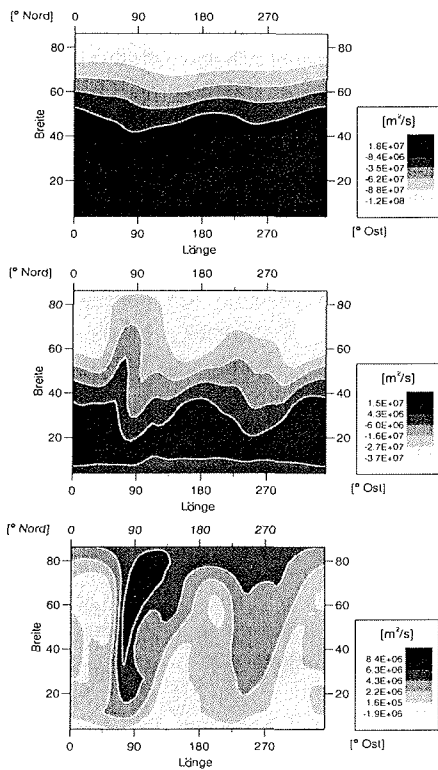 [° Nord] 0 90 180 270
80 80
60 60
Breite
40 40
20 20
0 90 180 270 [° Ost]
Länge
[m²/s]
1.8E+07
-8.4E+06
-3.5E+07
-6.2E+07
-8.8E+07
-1.2E+08
[° Nord] 0 90 180 270
80 80
60 60
Breite
40 40
20 20
0 90 180 270 [° Ost]
Länge
[m²/s]
1.5E+07
4.3E+06
-6.0E+06
-1.6E+07
-2.7E+07
-3.7E+07
[° Nord] 0 90 180 270
80 80
60 60
Breite
40 40
20 20
0 90 180 270 [° Ost]
Länge
[m²/s]
8.4E+06
6.3E+06
4.3E+06
2.2E+06
1.6E+05
-1.9E+06